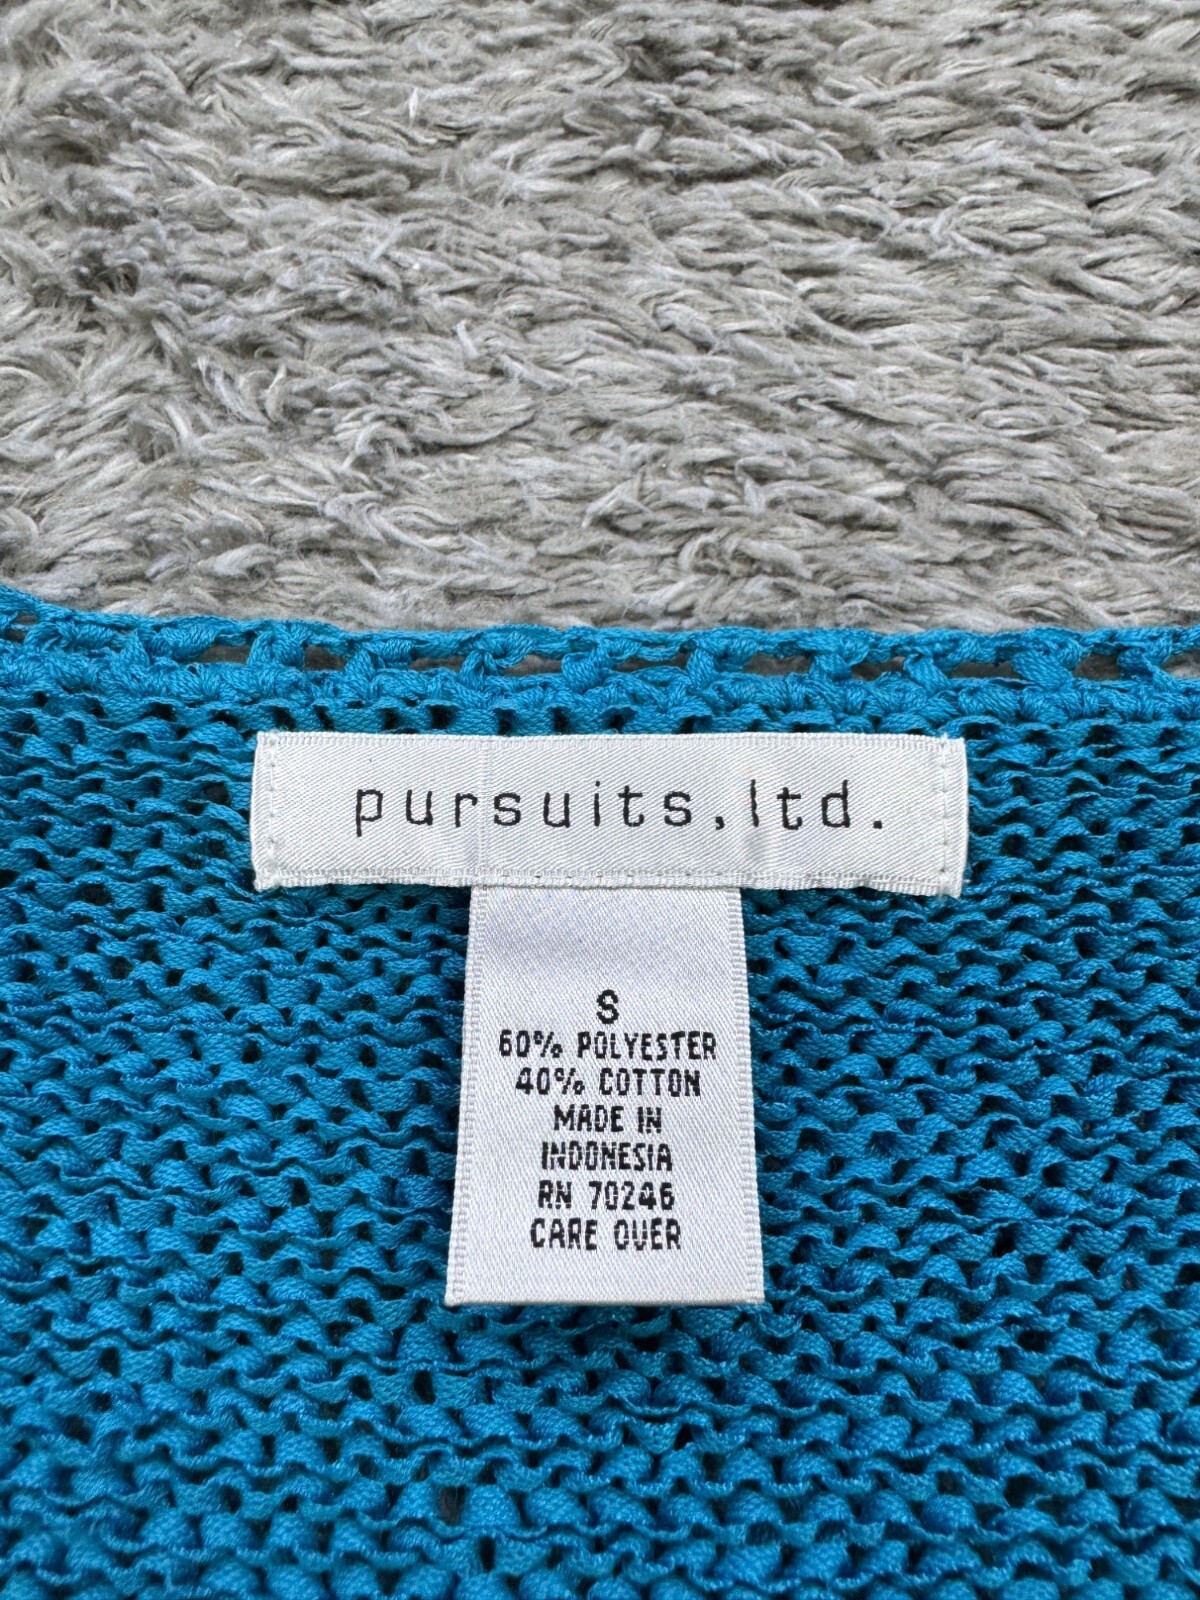 pursuits, ltd.
S
60% POLYESTER
40% COTTON
MADE IN
INDONESIA
RN 70246
CARE OVER